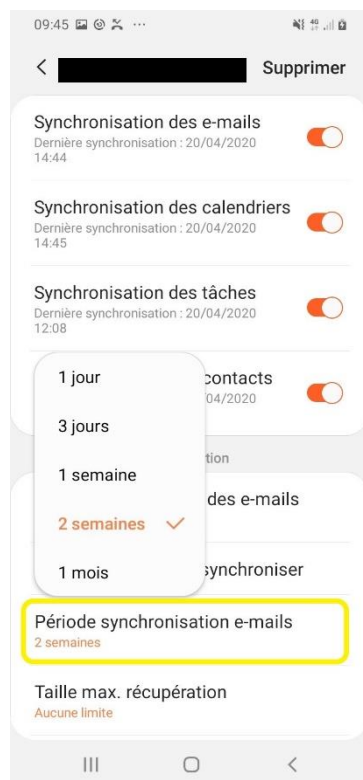 09:45
Supprimer
Synchronisation des e-mails
Dernière synchronisation : 20/04/2020
14:44
Synchronisation des calendriers
Dernière synchronisation : 20/04/2020
14:45
Synchronisation des tâches
Dernière synchronisation : 20/04/2020
12:08
1 jour
contacts
04/2020
3 jours
tion
1 semaine
des e-mails
2 semaines
1 mois
synchroniser
Période synchronisation e-mails
2 semaines
Taille max. récupération
Aucune limite